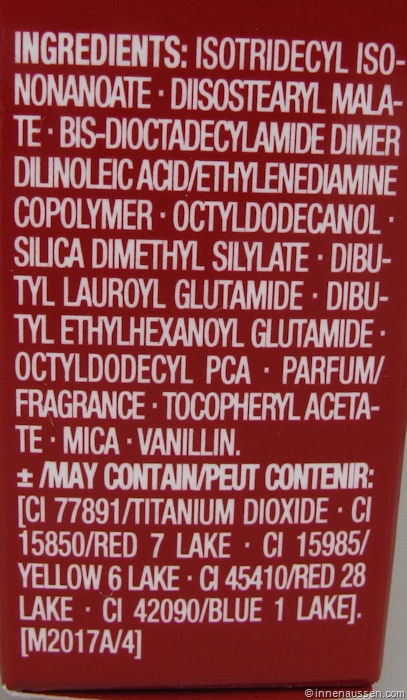 INGREDIENTS: ISOTRIDECYL ISO-
NONANOATE · DIISOSTEARYL MALA-
TE · BIS-DIOCTADECYLAMIDE DIMER
DILINOLEIC ACID/ETHYLENEDIAMINE
COPOLYMER · OCTYLDODECANOL ·
SILICA DIMETHYL SILYLATE · DIBU-
TYL LAUROYL GLUTAMIDE · DIBU-
TYL ETHYLHEXANOYL GLUTAMIDE ·
OCTYLDODECYL PCA · PARFUM/
FRAGRANCE · TOCOPHERYL ACETA-
TE · MICA · VANILLIN.
± /MAY CONTAIN/PEUT CONTENIR:
[CI 77891/TITANIUM DIOXIDE · CI
15850/RED 7 LAKE · CI 15985/
YELLOW 6 LAKE · CI 45410/RED 28
LAKE · CI 42090/BLUE 1 LAKE].
[M2017A/4]
© innenaussen.com